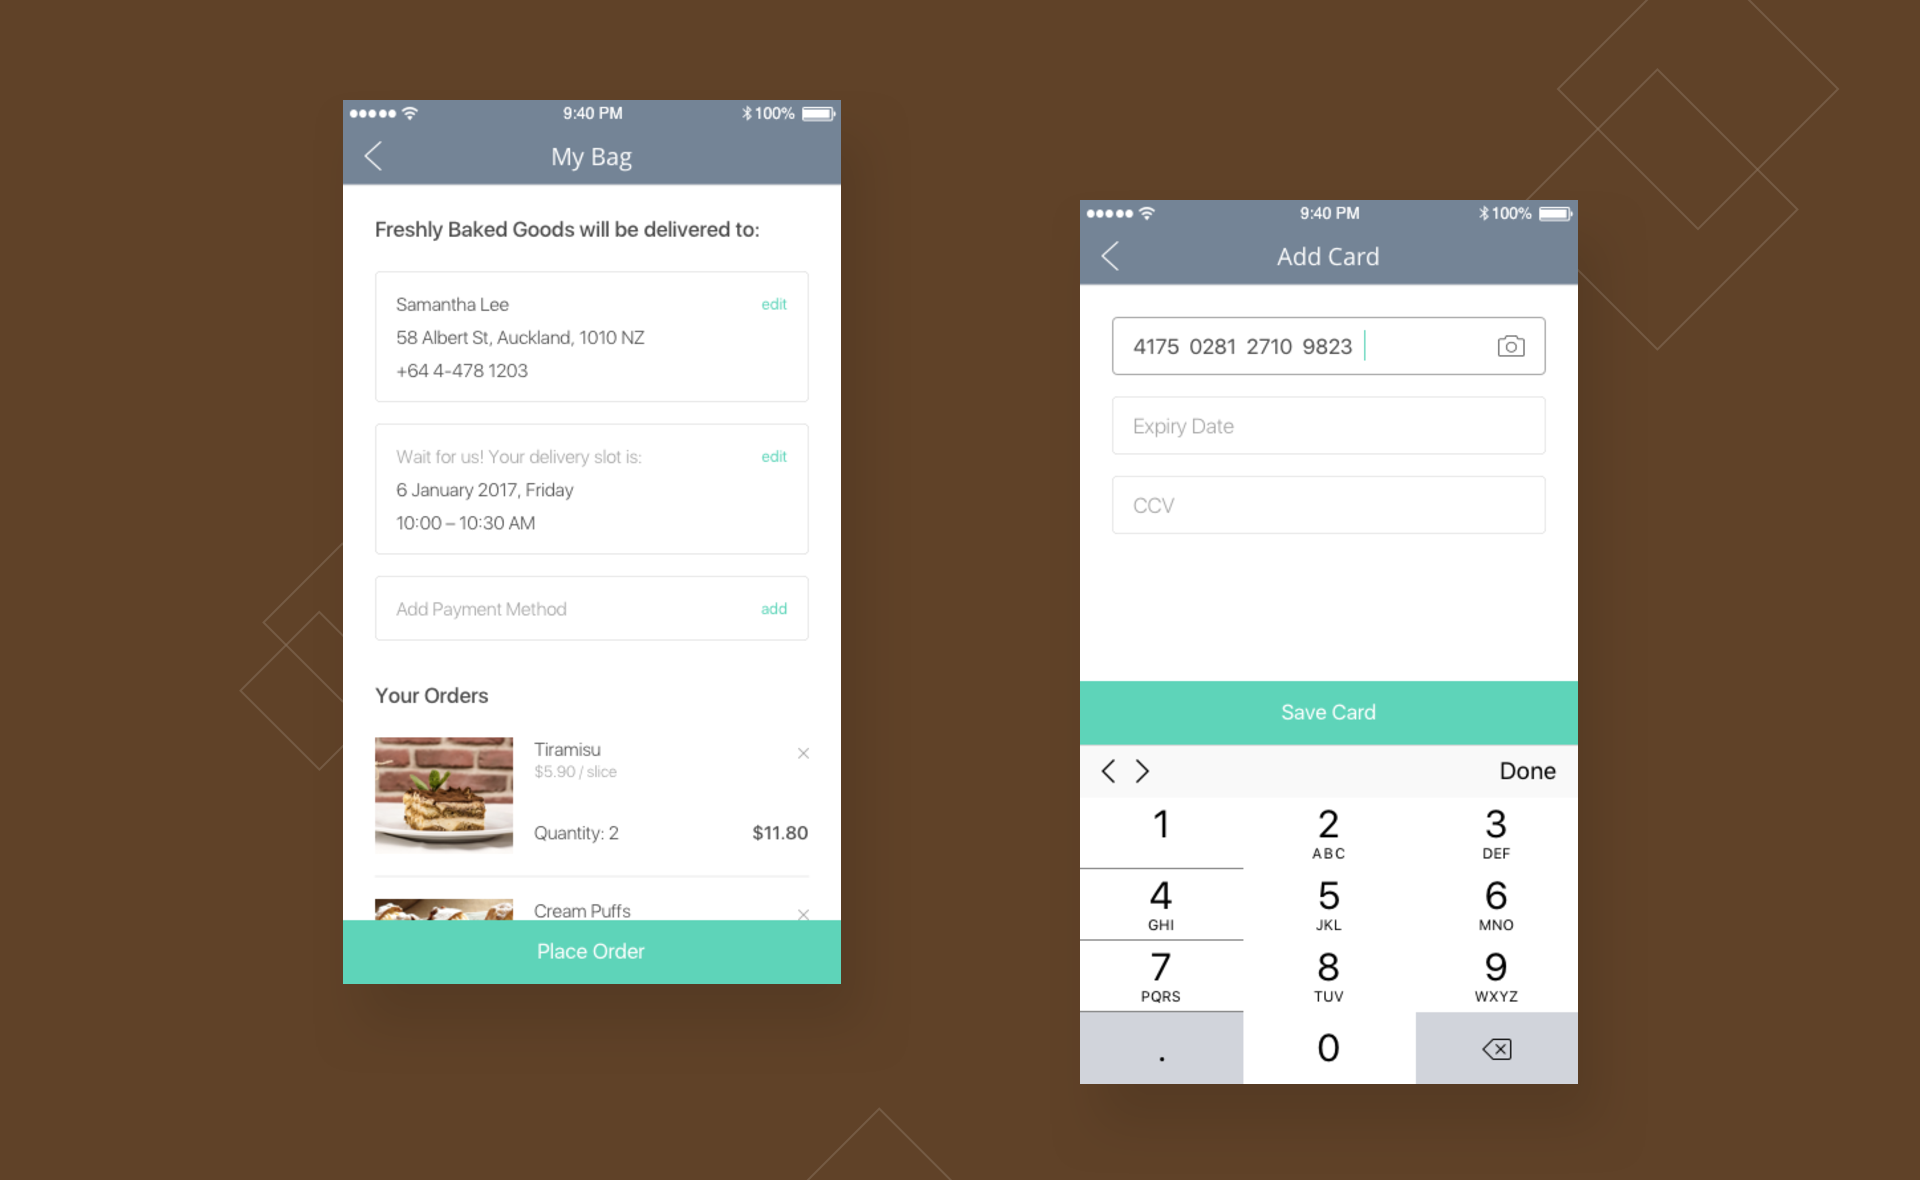 9:40 PM
100%
My Bag
Freshly Baked Goods will be delivered to:
Samantha Lee
edit
58 Albert St, Auckland, 1010 NZ
+64 4-478 1203
Wait for us! Your delivery slot is:
edit
6 January 2017, Friday
10:00 – 10:30 AM
Add Payment Method
add
Your Orders
Tiramisu
$5.90 / slice
Quantity: 2
$11.80
Cream Puffs
Place Order
9:40 PM
100%
Add Card
4175 0281 2710 9823
Expiry Date
CCV
Save Card
Done
1 2 3
ABC DEF
4 5 6
GHI JKL MNO
7 8 9
PQRS TUV WXYZ
. 0